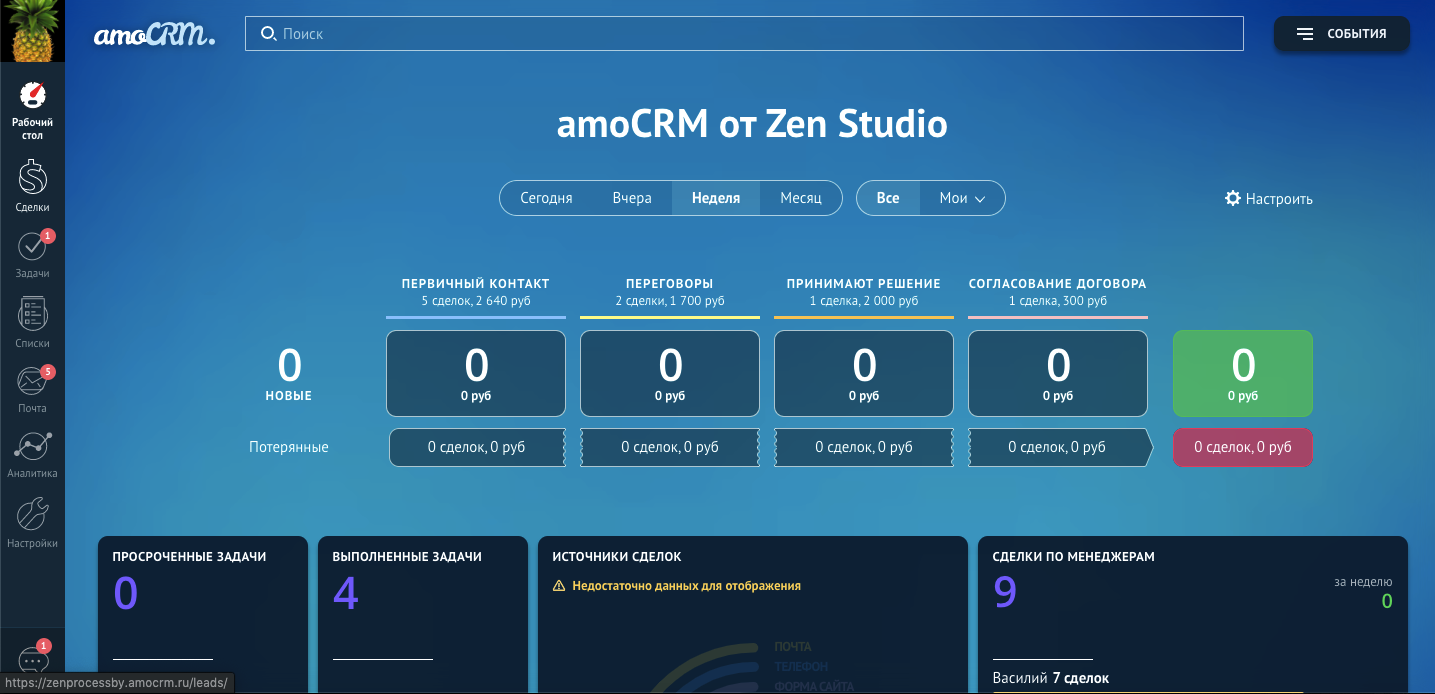 amoCRM.
Поиск
СОБЫТИЯ
Рабочий
стол
Сделки
1
Задачи
Списки
5
Почта
Аналитика
Настройки
1
amoCRM от Zen Studio
Сегодня Вчера Неделя Месяц Все Мои
Настроить
ПЕРВИЧНЫЙ КОНТАКТ ПЕРЕГОВОРЫ ПРИНИМАЮТ РЕШЕНИЕ СОГЛАСОВАНИЕ ДОГОВОРА
5 сделок, 2 640 руб 2 сделки, 1 700 руб 1 сделка, 2 000 руб 1 сделка, 300 руб
0 0 0 0 0 0
НОВЫЕ 0 руб 0 руб 0 руб 0 руб 0 руб
Потерянные 0 сделок, 0 руб 0 сделок, 0 руб 0 сделок, 0 руб 0 сделок, 0 руб 0 сделок, 0 руб
ПРОСРОЧЕННЫЕ ЗАДАЧИ
0
ВЫПОЛНЕННЫЕ ЗАДАЧИ
4
ИСТОЧНИКИ СДЕЛОК
Недостаточно данных для отображения
ПОЧТА
ТЕЛЕФОН
ФОРМА САЙТА
СДЕЛКИ ПО МЕНЕДЖЕРАМ
9
за неделю
0
Василий 7 сделок
https://zenprocessby.amocrm.ru/leads/